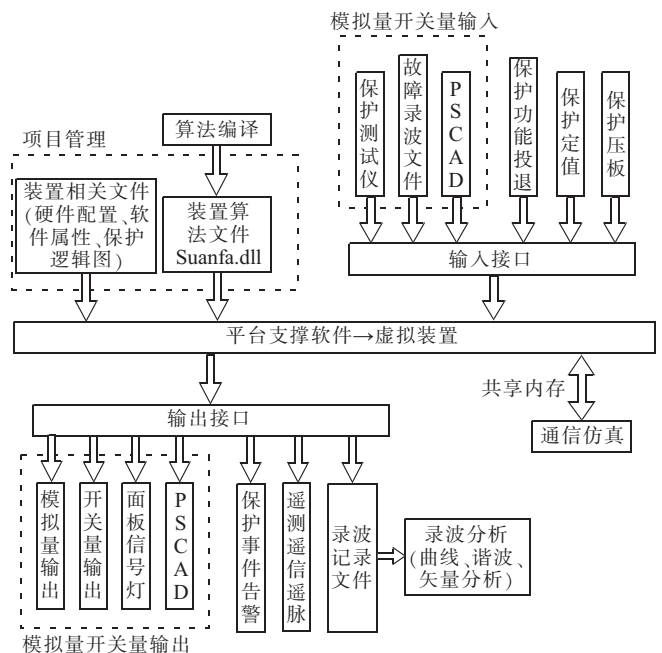 模拟量开关量输入
保护测试仪
故障录波文件
PSCAD
保护功能投退
保护定值
保护压板
项目管理
算法编译
装置相关文件
(硬件配置、软
件属性、保护
逻辑图)
装置算
法文件
Suanfa.dll
输入接口
平台支撑软件→虚拟装置
共享内存
通信仿真
输出接口
模拟量输出
开关量输出
面板信号灯
PSCAD
保护事件告警
遥测遥信遥脉
录波
记录
文件
录波分析
(曲线、谐波、
矢量分析)
模拟量开关量输出